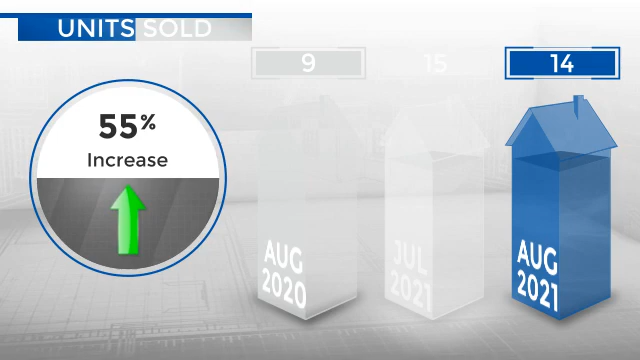 UNITS SOLD
9
15
14
55%
Increase
AUG
2020
JUL
2021
AUG
2021